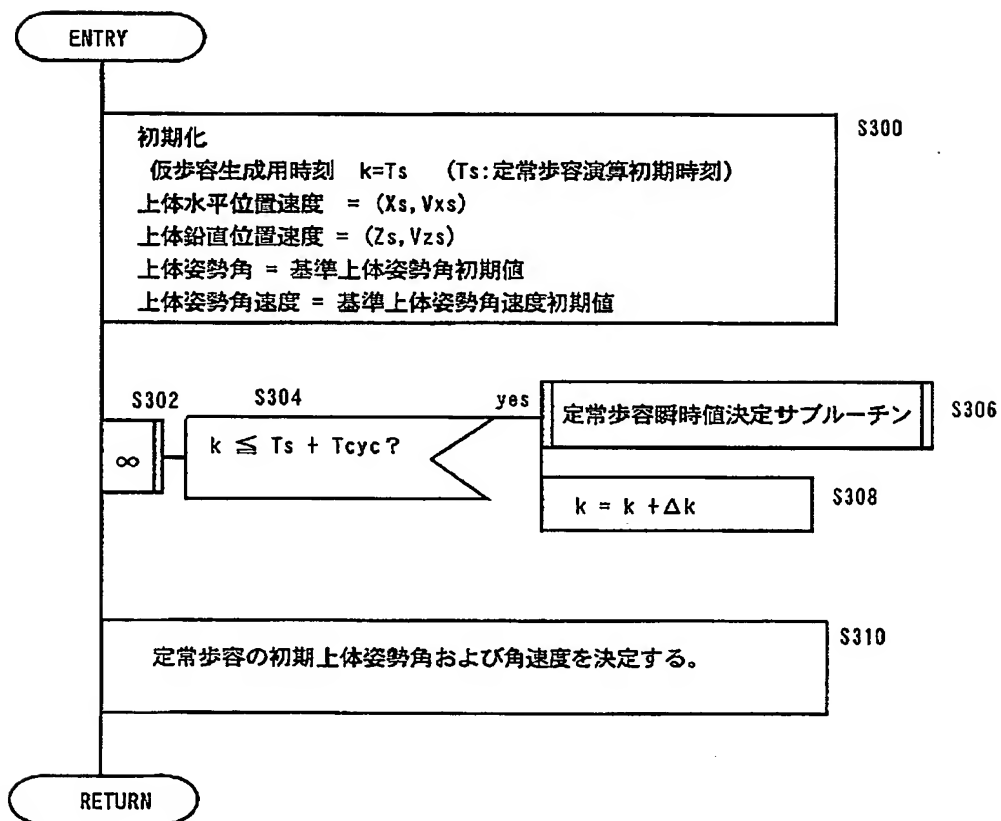 ENTRY
S300
初期化
仮歩容生成用時刻 k=Ts (Ts:定常歩容演算初期時刻)
上体水平位置速度 = (Xs,Vxs)
上体鉛直位置速度 = (Zs,Vzs)
上体姿勢角 = 基準上体姿勢角初期値
上体姿勢角速度 = 基準上体姿勢角速度初期値
S302
∞
S304
k ≦ Ts + Tcyc?
yes
定常歩容瞬時値決定サブルーチン
S306
k = k +Δk
S308
S310
定常歩容の初期上体姿勢角および角速度を決定する。
RETURN